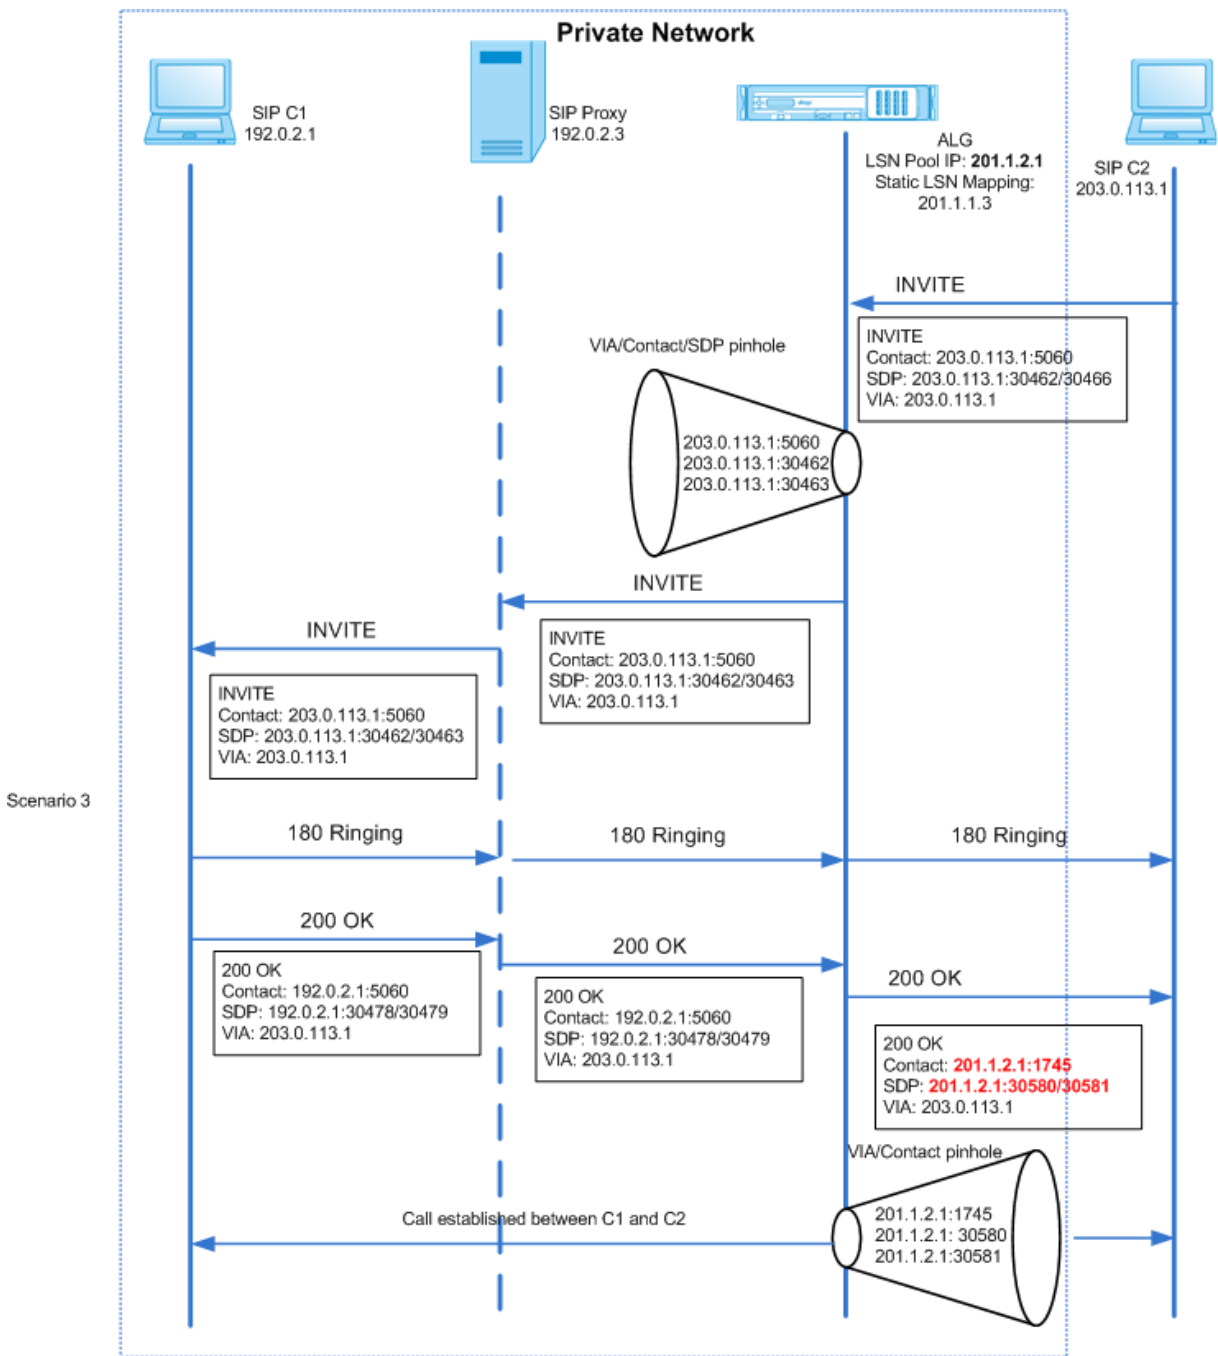 Private Network
SIP C1
192.0.2.1
SIP Proxy
192.0.2.3
ALG
LSN Pool IP: 201.1.2.1
Static LSN Mapping:
201.1.1.3
SIP C2
203.0.113.1
INVITE
INVITE
Contact: 203.0.113.1:5060
SDP: 203.0.113.1:30462/30466
VIA: 203.0.113.1
VIA/Contact/SDP pinhole
203.0.113.1:5060
203.0.113.1:30462
203.0.113.1:30463
INVITE
INVITE
Contact: 203.0.113.1:5060
SDP: 203.0.113.1:30462/30463
VIA: 203.0.113.1
INVITE
INVITE
Contact: 203.0.113.1:5060
SDP: 203.0.113.1:30462/30463
VIA: 203.0.113.1
Scenario 3
180 Ringing
180 Ringing
180 Ringing
200 OK
200 OK
Contact: 192.0.2.1:5060
SDP: 192.0.2.1:30478/30479
VIA: 203.0.113.1
200 OK
200 OK
Contact: 192.0.2.1:5060
SDP: 192.0.2.1:30478/30479
VIA: 203.0.113.1
200 OK
200 OK
Contact: 201.1.2.1:1745
SDP: 201.1.2.1:30580/30581
VIA: 203.0.113.1
VIA/Contact pinhole
201.1.2.1:1745
201.1.2.1: 30580
201.1.2.1:30581
Call established between C1 and C2